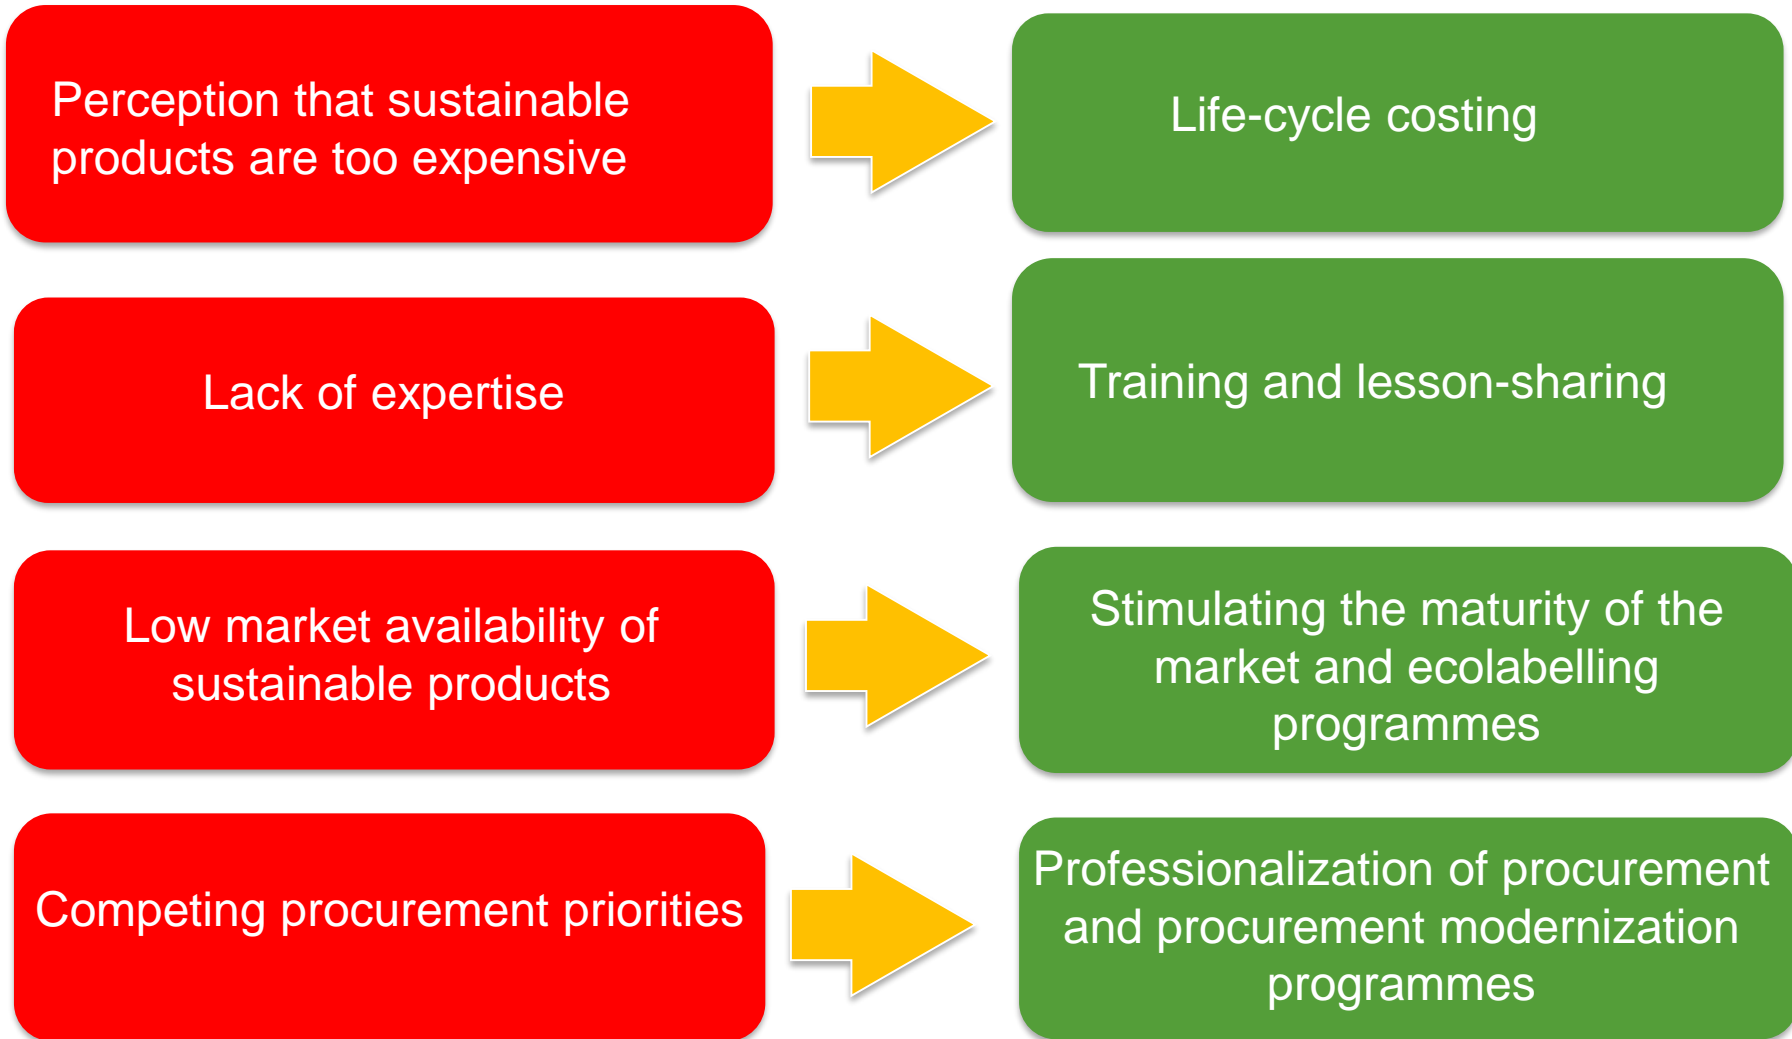 Perception that sustainable
products are too expensive
Life-cycle costing
Lack of expertise
Training and lesson-sharing
Low market availability of
sustainable products
Stimulating the maturity of the
market and ecolabelling
programmes
Competing procurement priorities
Professionalization of procurement
and procurement modernization
programmes